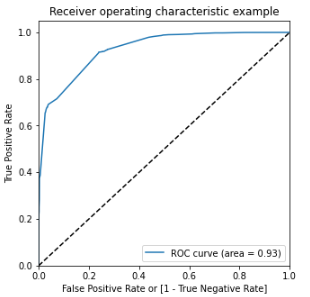 Receiver operating characteristic example
1.0
0.8
0.6
0.4
0.2
0.0
True Positive Rate
ROC curve (area = 0.93)
0.0 0.2 0.4 0.6 0.8 1.0
False Positive Rate or [1 - True Negative Rate]